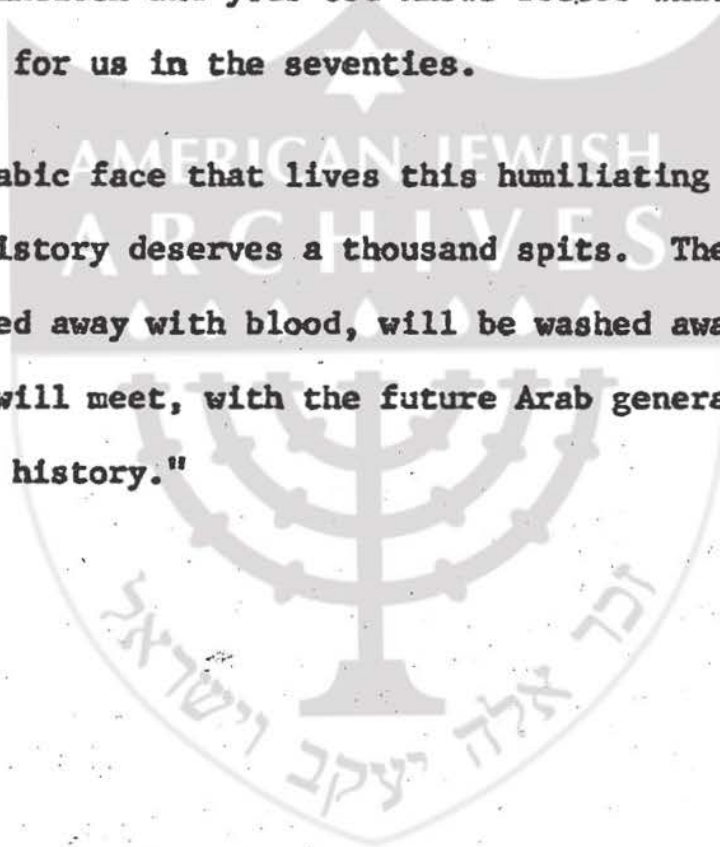 for us in the seventies.
AMERICAN JEWISH
abic face that lives this humiliating
istory deserves a thousand spits. The
ARCHIVES
ed away with blood, will be washed awa
will meet, with the future Arab genera
history."
זכר אלה יעקב וישראל